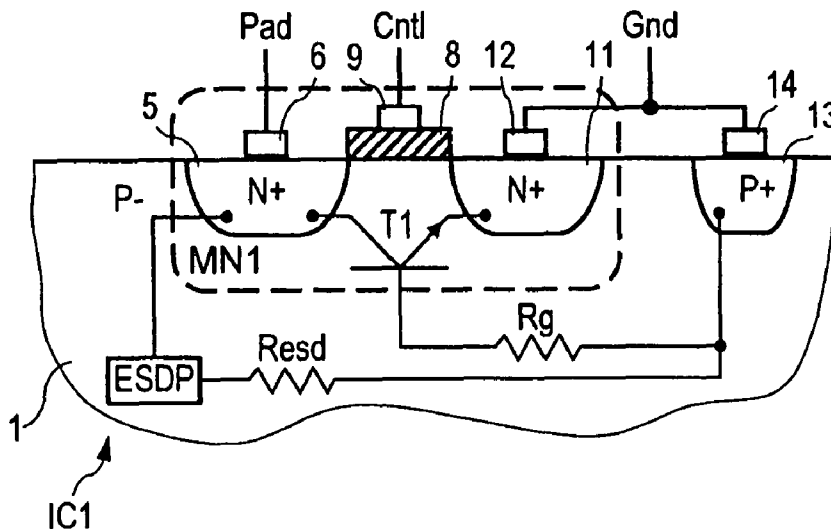 Pad Cntl Gnd
6 9 8 12 11 14
5 13
P- N+ N+ P+
T1
MN1
Rg
Resd
ESDP
1
IC1